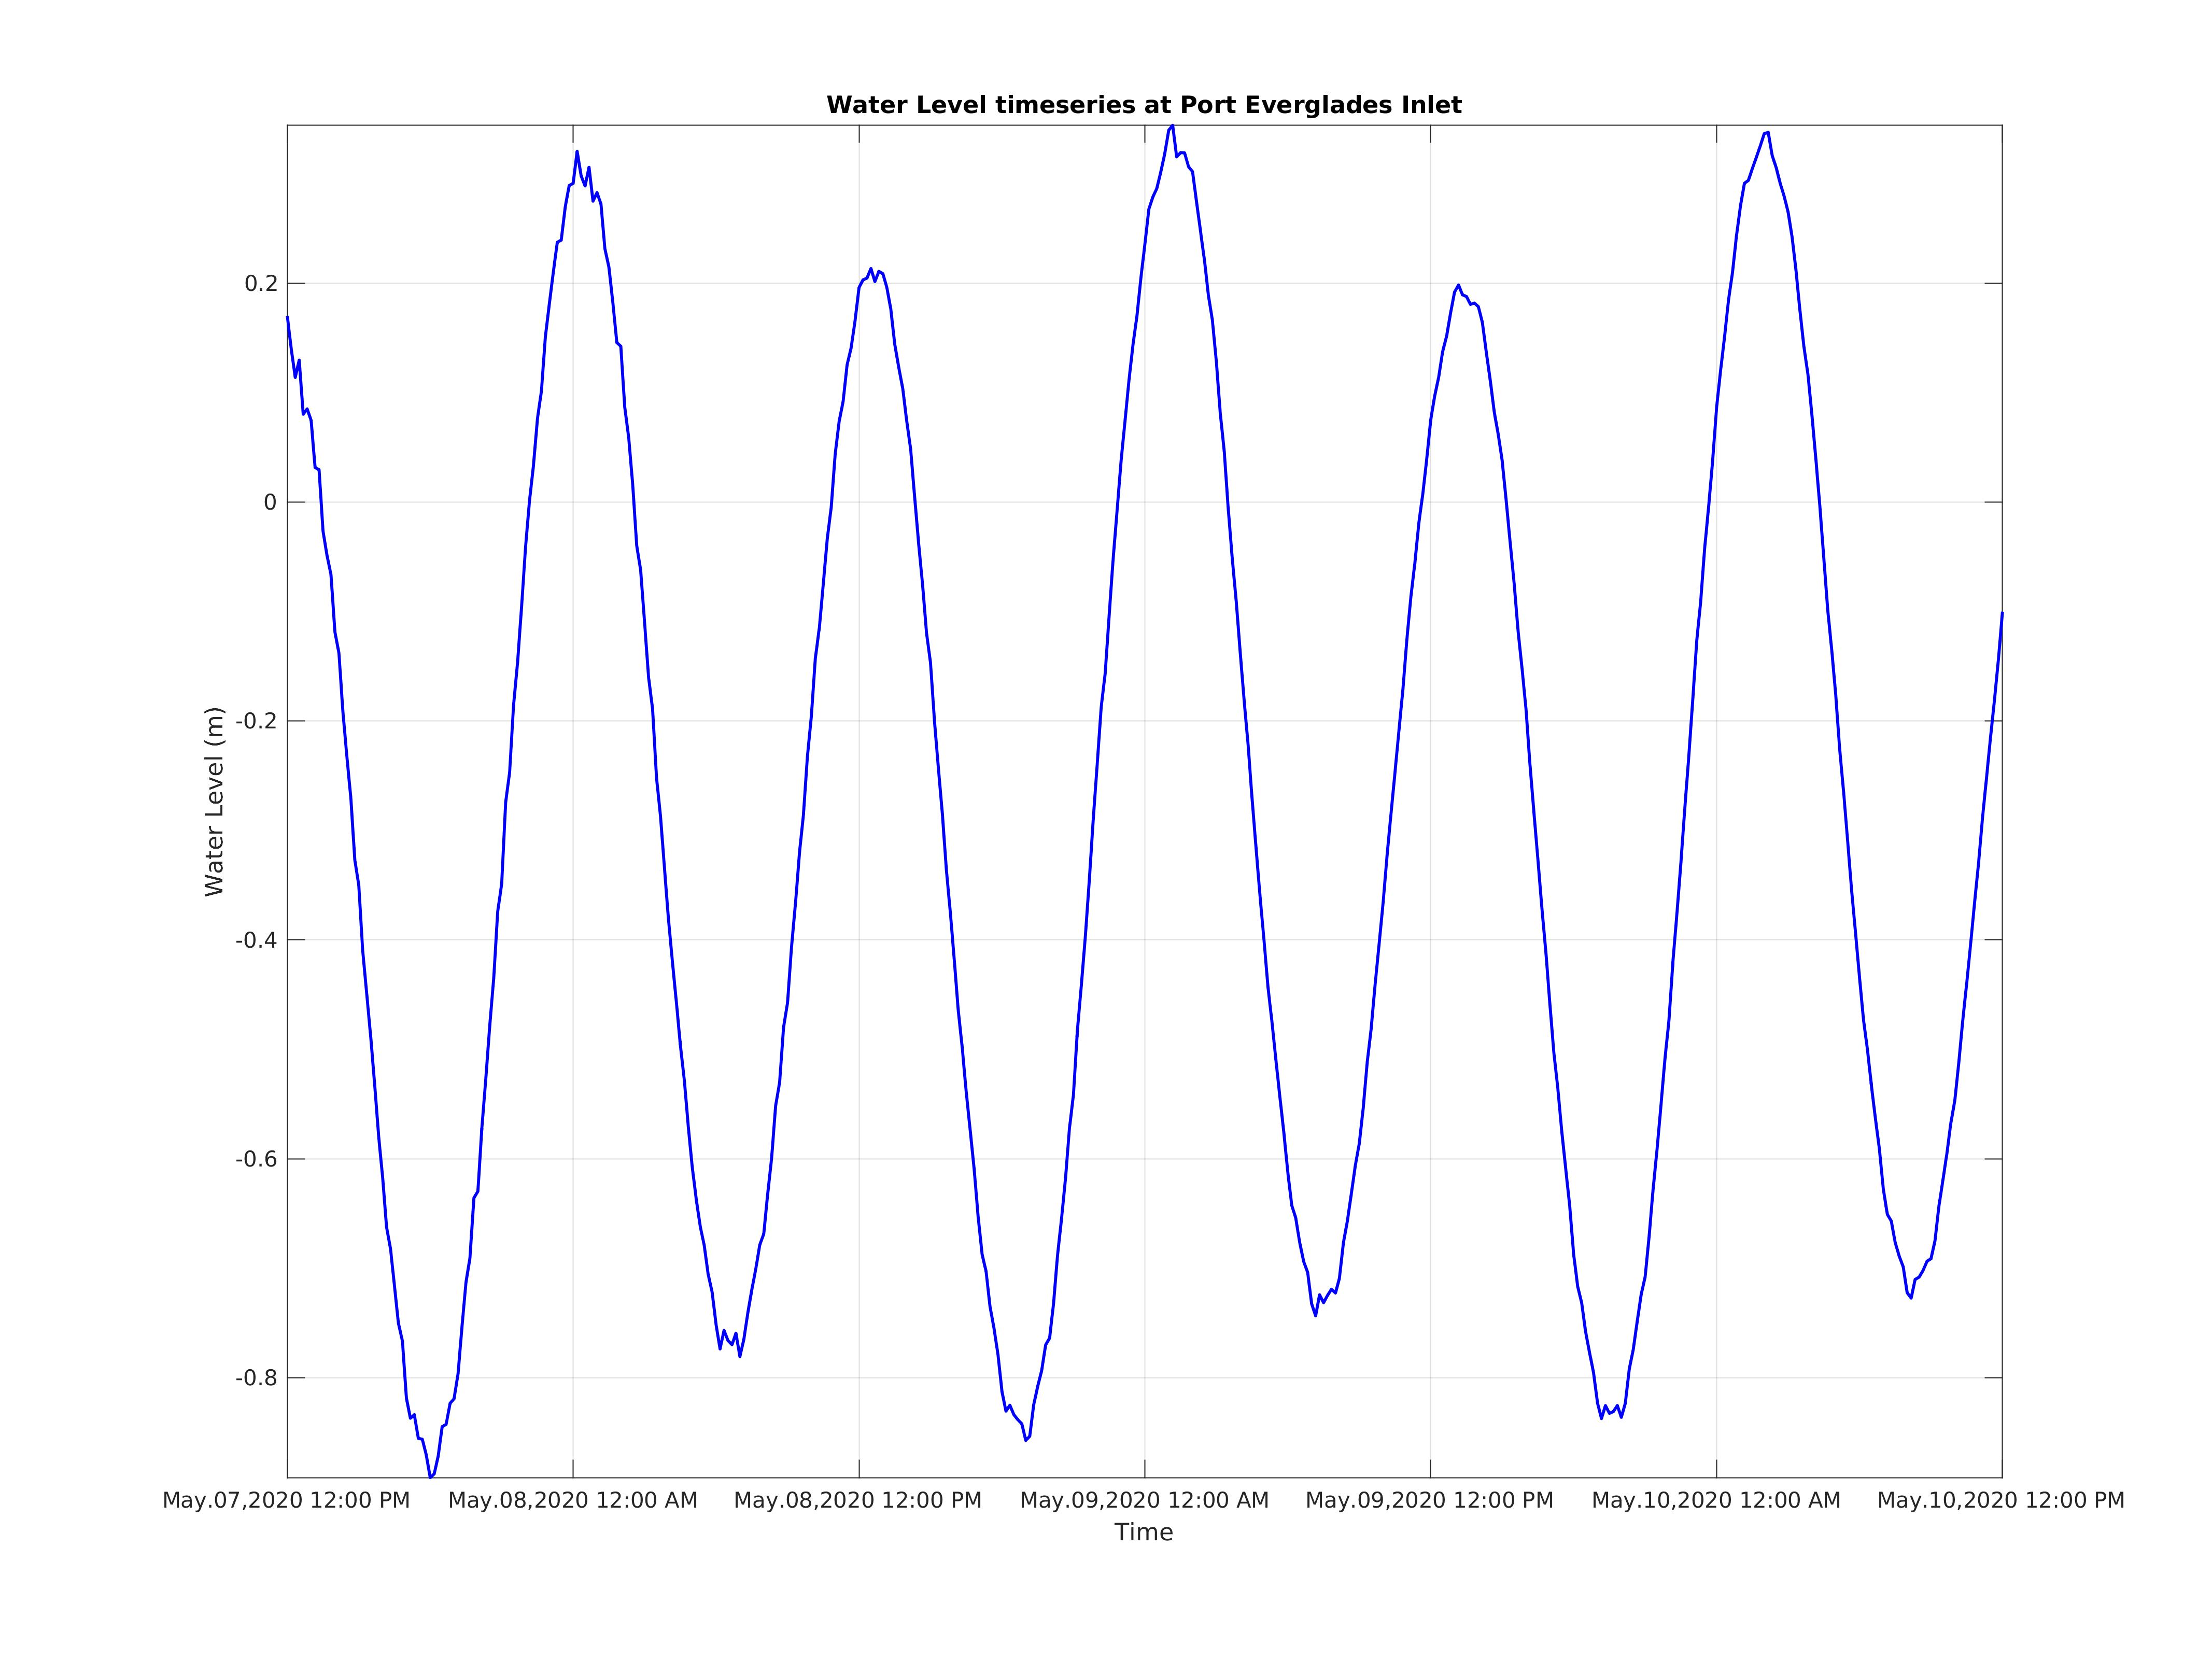 Water Level timeseries at Port Everglades Inlet
0.2
0
-0.2
-0.4
-0.6
-0.8
Water Level (m)
May.07,2020 12:00 PM May.08,2020 12:00 AM May.08,2020 12:00 PM May.09,2020 12:00 AM May.09,2020 12:00 PM May.10,2020 12:00 AM May.10,2020 12:00 PM
Time